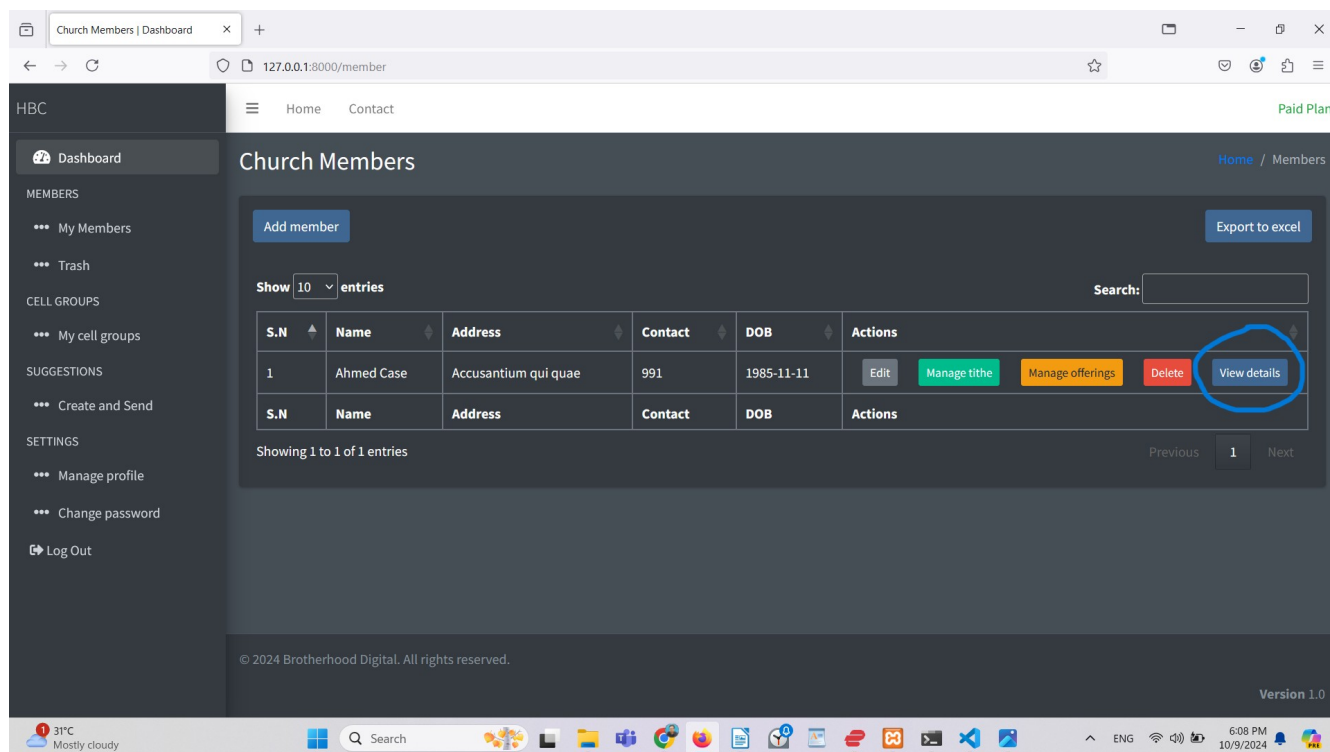 Church Members | Dashboard
127.0.0.1:8000/member
HBC
Home Contact
Paid Plan
Dashboard
Church Members
Home / Members
MEMBERS
My Members
Add member
Export to excel
Trash
Show 10 entries
Search:
CELL GROUPS
My cell groups
S.N Name Address Contact DOB Actions
SUGGESTIONS
1 Ahmed Case Accusantium qui quae 991 1985-11-11 Edit Manage tithe Manage offerings Delete View details
Create and Send
S.N Name Address Contact DOB Actions
SETTINGS
Showing 1 to 1 of 1 entries
Previous 1 Next
Manage profile
Change password
Log Out
© 2024 Brotherhood Digital. All rights reserved.
Version 1.0
1
31°C
Mostly cloudy
Search
ENG
6:08 PM
10/9/2024
PRE